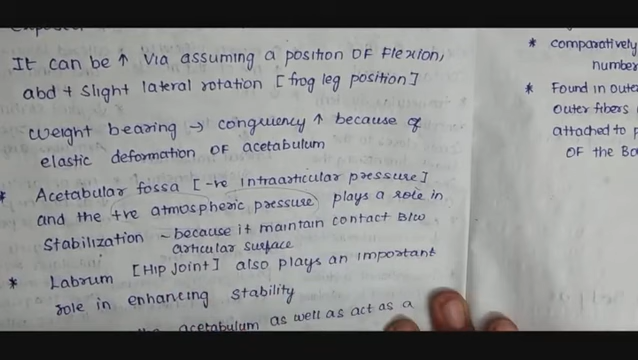 It can be ↑ via assuming a position of Flexion,
abd + slight lateral rotation [frog leg position]
weight bearing → congruency ↑ because of
elastic deformation of acetabulum
* Acetabular fossa [-ve intraarticular pressure]
and the +ve atmospheric pressure plays a role in
stabilization - because it maintain contact B/w
articular surface
* Labrum [Hip joint] also plays an important
role in enhancing stability
acetabulum as well as act as a
* comparatively
number
* Found in outer
outer fibers
attached to
of the